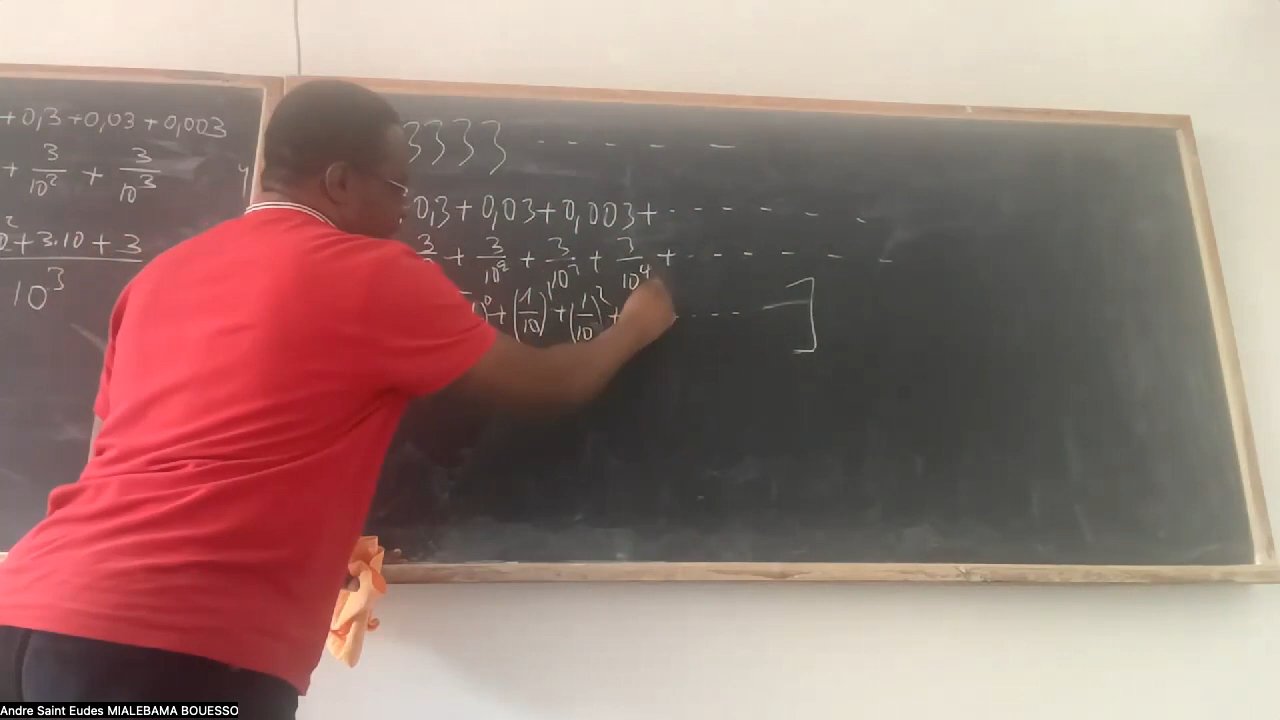 + 0,3 + 0,03 + 0,003
+ 3/10² + 3/10³
0² + 3.10 + 3
10³
3333 - - - - -
0,3 + 0,03 + 0,003 + - - - - - -
3 + 3/10² + 3/10³ + 3/10⁴ + - - - - - -
)⁰ + (1/10)¹ + (1/10)² + - - - ]
Andre Saint Eudes MIALEBAMA BOUESSO